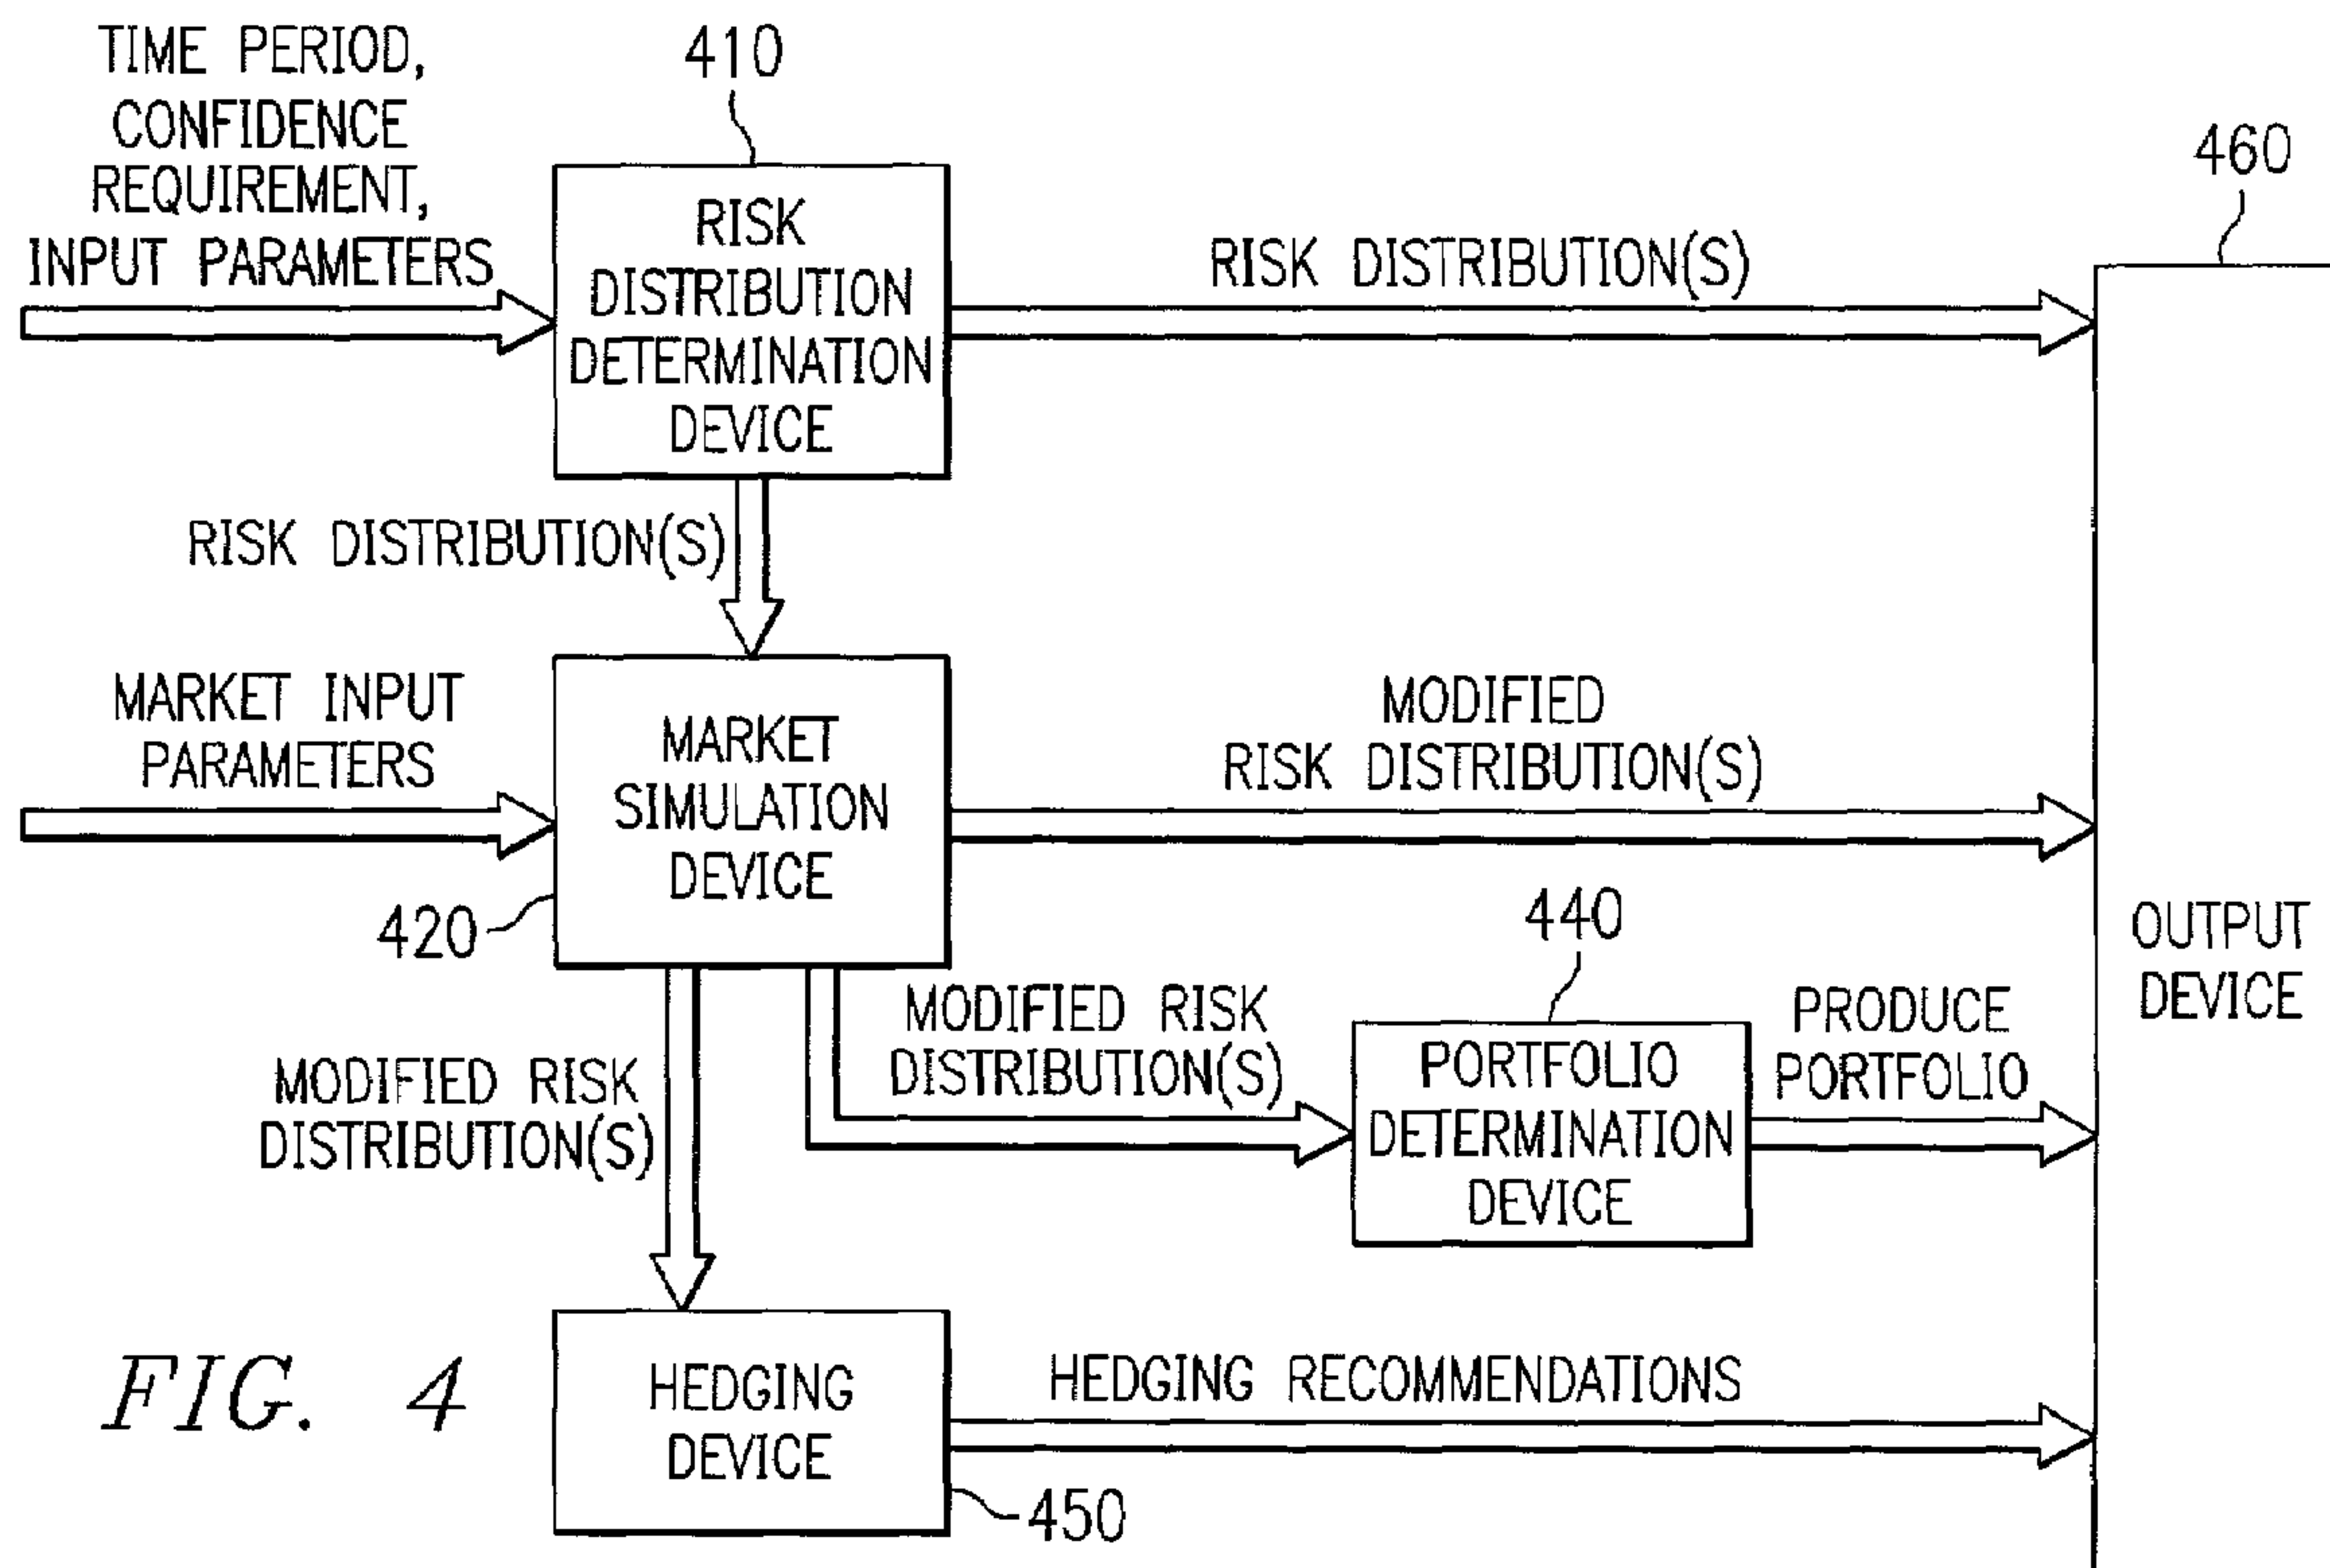 TIME PERIOD,
CONFIDENCE
REQUIREMENT,
INPUT PARAMETERS
410
RISK
DISTRIBUTION
DETERMINATION
DEVICE
RISK DISTRIBUTION(S)
460
RISK DISTRIBUTION(S)
MARKET INPUT
PARAMETERS
MARKET
SIMULATION
DEVICE
420
MODIFIED
RISK DISTRIBUTION(S)
OUTPUT
DEVICE
MODIFIED RISK
DISTRIBUTION(S)
440
PORTFOLIO
DETERMINATION
DEVICE
PRODUCE
PORTFOLIO
MODIFIED RISK
DISTRIBUTION(S)
HEDGING
DEVICE
450
HEDGING RECOMMENDATIONS
FIG. 4